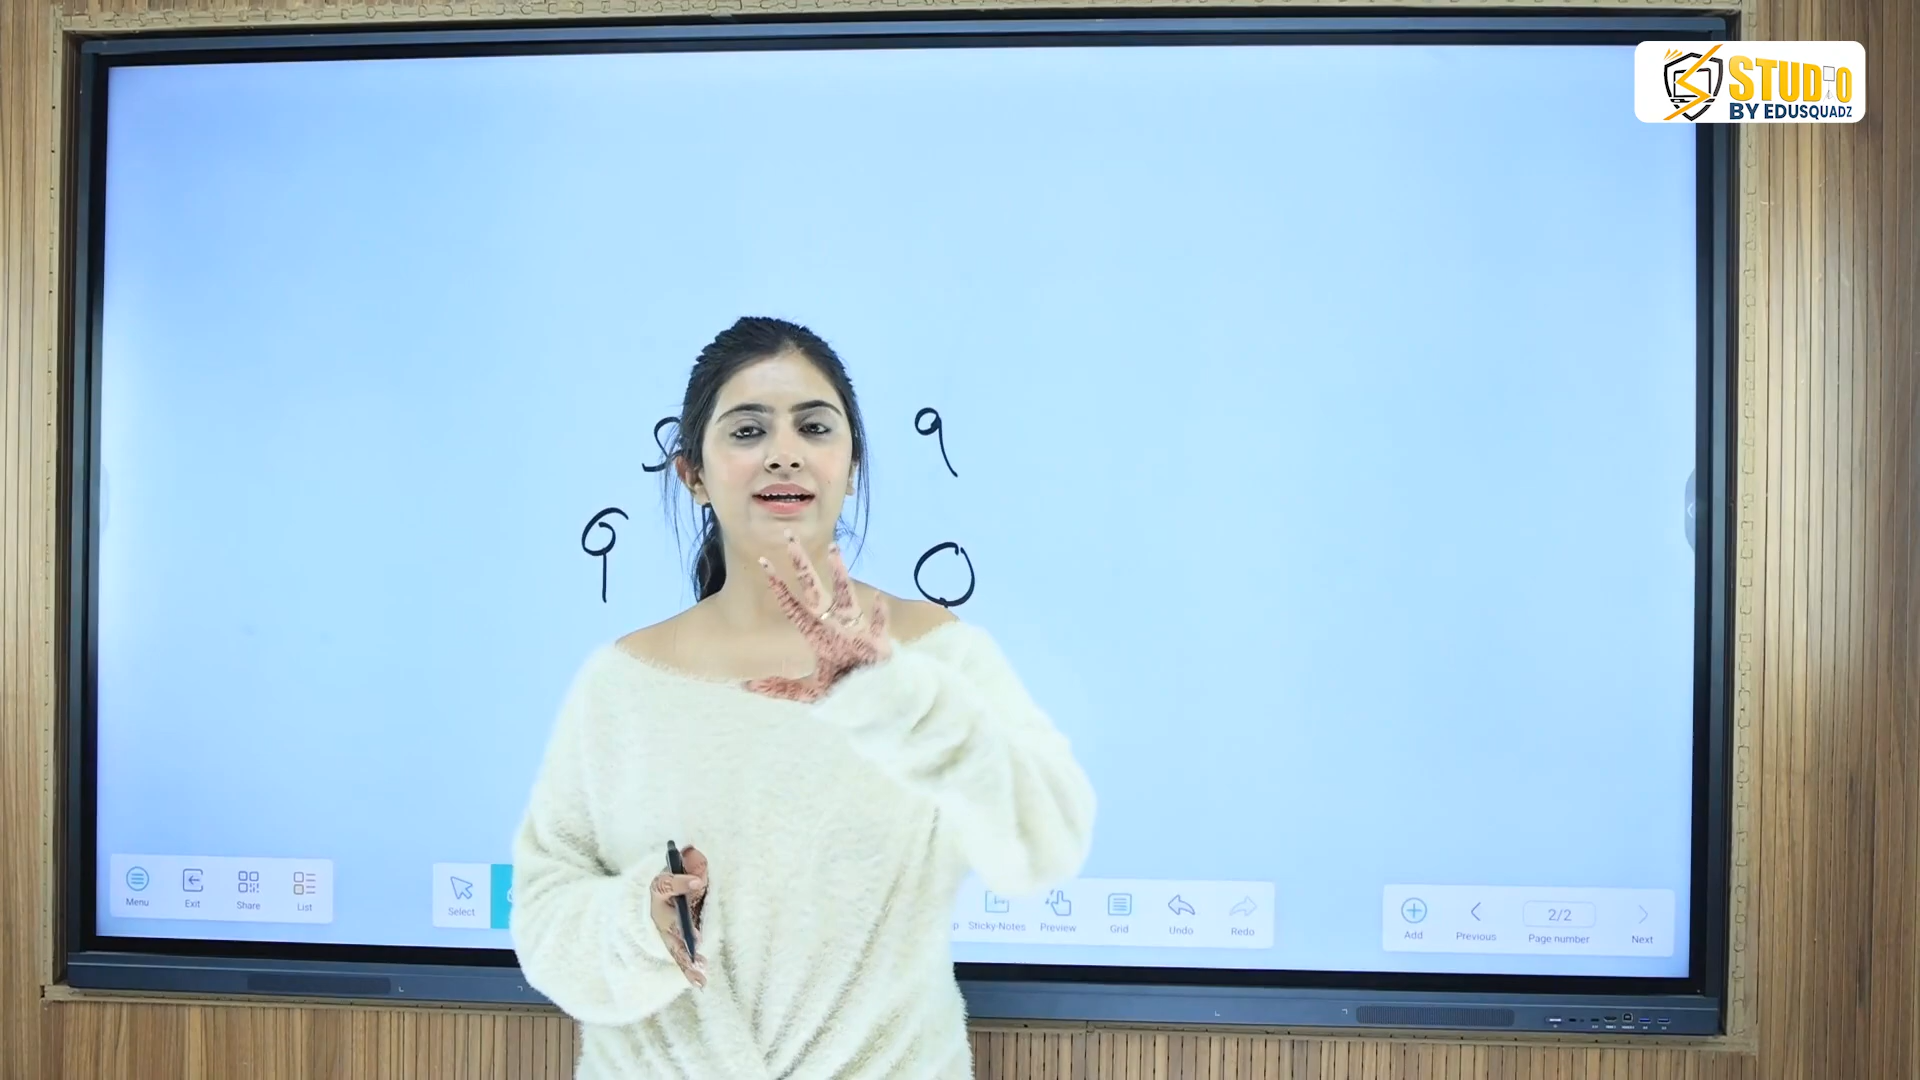 STUDIO
BY EDUSQUADZ
9
9
0
Menu
Exit
Share
List
Select
Sticky-Notes
Preview
Grid
Undo
Redo
Add
Previous
2/2
Page number
Next